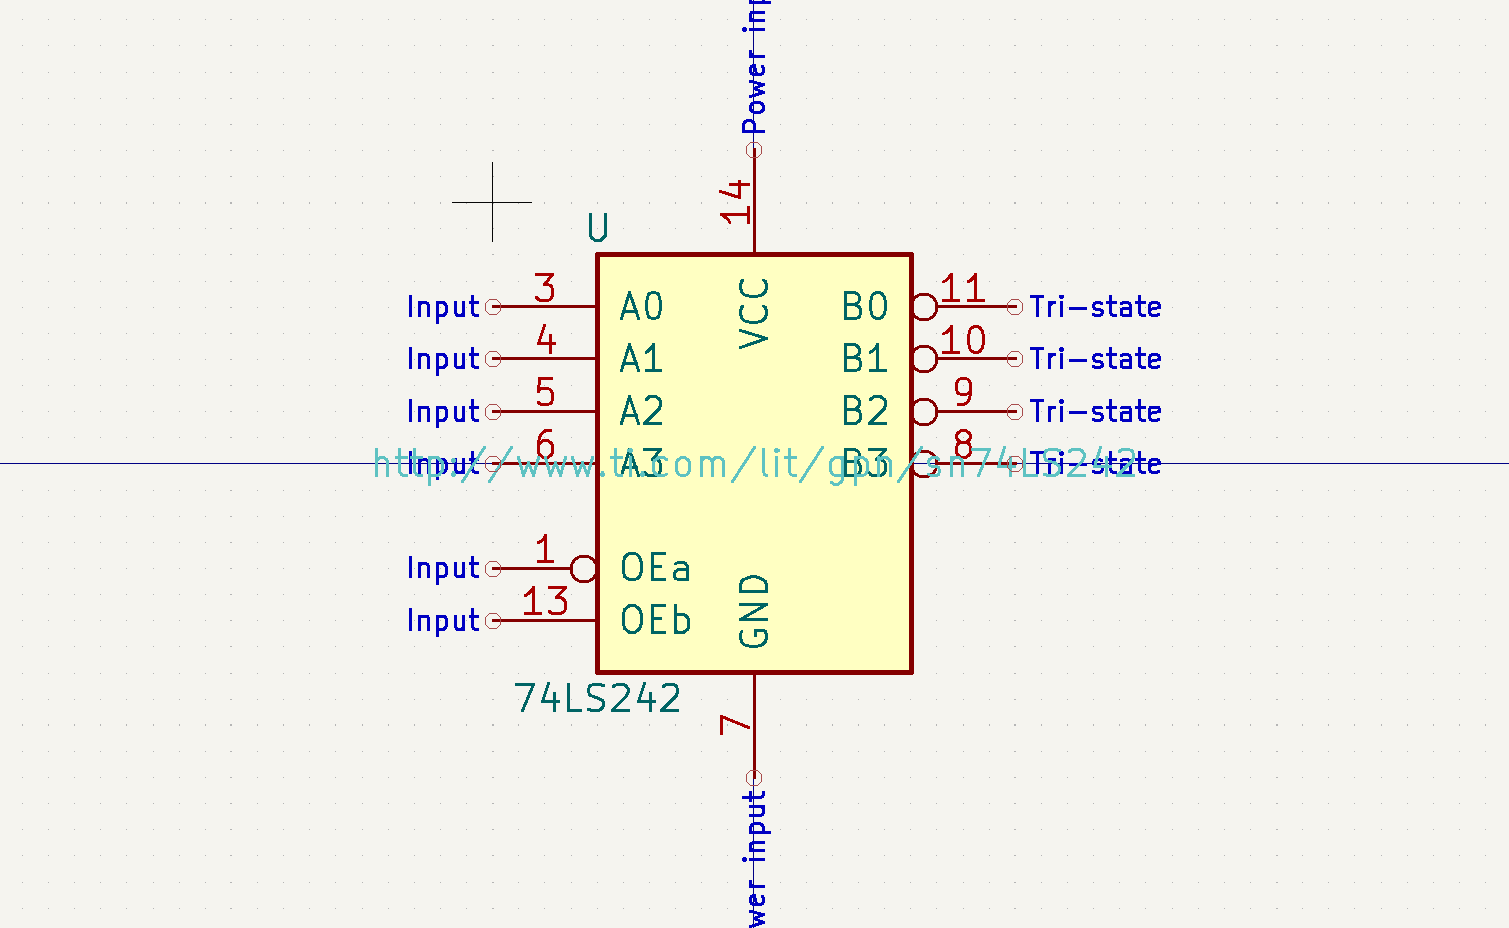 Power inp
14
U
VCC
Input 3 A0 B0 11 Tri-state
Input 4 A1 B1 10 Tri-state
Input 5 A2 B2 9 Tri-state
Input 6 A3 B3 8 Tri-state
http://www.ti.com/lit/gpn/sn74LS242
Input 1 OEa
Input 13 OEb
GND
74LS242
7
wer input